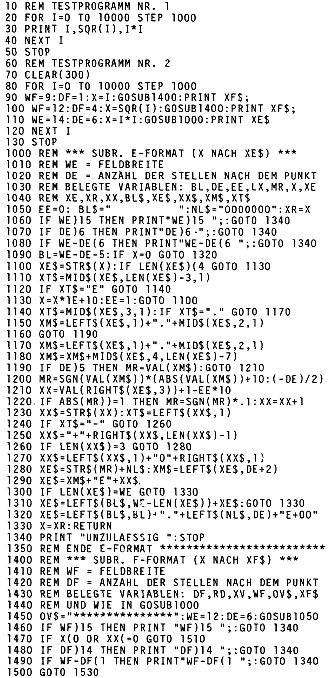 10 REM TESTPROGRAMM NR. 1
20 FOR I=0 TO 10000 STEP 1000
30 PRINT I,SQR(I),I*I
40 NEXT I
50 STOP
60 REM TESTPROGRAMM NR. 2
70 CLEAR(300)
80 FOR I=0 TO 10000 STEP 1000
90 WF=9:DF=1:X=I:GOSUB1400:PRINT XF$;
100 WF=12:DF=4:X=SQR(I):GOSUB1400:PRINT XF$;
110 WE=14:DE=6:X=I*I:GOSUB1000:PRINT XE$
120 NEXT I
130 STOP
1000 REM *** SUBR. E-FORMAT (X NACH XE$) ***
1010 REM WE = FELDBREITE
1020 REM DE = ANZAHL DER STELLEN NACH DEM PUNKT
1030 REM BELEGTE VARIABLEN: BL,DE,EE,LX,MR,X,XE
1040 REM XE,XR,XX,BL$,EX$,XX$,XM$,XT$
1050 EE=0: BL$="               ":NL$="0000000":XR=X
1060 IF WE)15 THEN PRINT"WE)15 ";:GOTO 1340
1070 IF DE)6 THEN PRINT"DE)6 ";:GOTO 1340
1080 IF WE-DE(6 THEN PRINT"WE-DE(6 ";:GOTO 1340
1090 BL=WE-DE-5:IF X=0 GOTO 1320
1100 XE$=STR$(X):IF LEN(XE$)(4 GOTO 1130
1110 XT$=MID$(XE$,LEN(XE$)-3,1)
1120 IF XT$="E" GOTO 1140
1130 X=X*1E+10:EE=1:GOTO 1100
1140 XT$=MID$(XE$,3,1):IF XT$="." GOTO 1170
1150 XM$=LEFT$(XE$,1)+"."+MID$(XE$,2,1)
1160 GOTO 1190
1170 XM$=LEFT$(XE$,1)+"."+MID$(XE$,2,1)
1180 XM$=XM$+MID$(XE$,4,LEN(XE$)-7)
1190 IF DE)5 THEN MR=VAL(XM$):GOTO 1210
1200 MR=SGN(VAL(XM$))*(ABS(VAL(XM$))+10:(-DE)/2)
1210 XX=VAL(RIGHT$(XE$,3))+1-EE*10
1220 IF ABS(MR))=1 THEN MR=SGN(MR)*.1:XX=XX+1
1230 XX$=STR$(XX):XT=LEFT$(XX$,1)
1240 IF XT$="-" GOTO 1260
1250 XX$="+"+RIGHT$(XX$,LEN(XX$)-1)
1260 IF LEN(XX$)=3 GOTO 1280
1270 XX$=LEFT$(XX$,1)+"0"+RIGHT$(XX$,1)
1280 XE$=STR$(MR)+NL$:XM$=LEFT$(XE$,DE+2)
1290 XE$=XM$+"E"+XX$
1300 IF LEN(XE$)=WE GOTO 1330
1310 XE$=LEFT$(BL$,WE-LEN(XE$))+XE$:GOTO 1330
1320 XE$=LEFT$(BL$,BL)+"."+LEFT$(NL$,DE)+"E+00"
1330 X=XR:RETURN
1340 PRINT "UNZULAESSIG ":STOP
1350 REM ENDE E-FORMAT ************************
1400 REM *** SUBR. F-FORMAT (X NACH XF$) ***
1410 REM WF = FELDBREITE
1420 REM DF = ANZAHL DER STELLEN NACH DEM PUNKT
1430 REM BELEGTE VARIABLEN: DF,RD,XV,WF,OV$,XF$
1440 REM UND WIE IN GOSUB1000
1450 OV$="***************":WE=12:DE=6:GOSUB1050
1460 IF WF)15 THEN PRINT "WF)15 ";:GOTO 1340
1470 IF X(0 OR XX(-0 GOTO 1510
1480 IF DF)14 THEN PRINT "DF)14 ";:GOTO 1340
1490 IF WF-DF(1 THEN PRINT"WF-DF(1 ";:GOTO 1340
1500 GOTO 1530